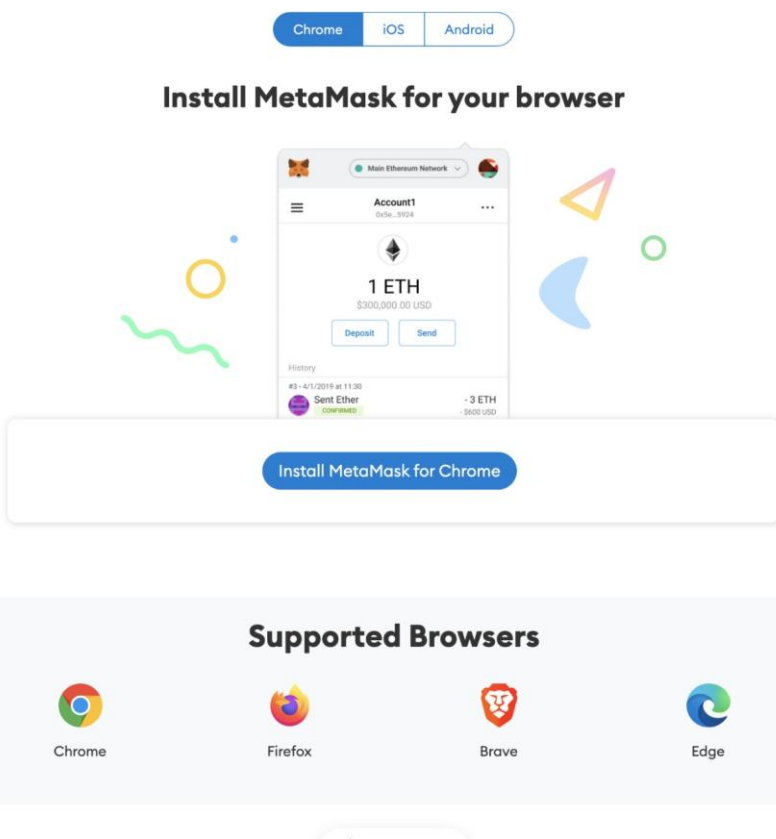 Chrome iOS Android
Install MetaMask for your browser
Main Ethereum Network
Account1
0x5e...5924
1 ETH
$300,000.00 USD
Deposit Send
History
#3 - 4/1/2019 at 11:30
Sent Ether - 3 ETH
CONFIRMED - $600 USD
Install MetaMask for Chrome
Supported Browsers
Chrome Firefox Brave Edge